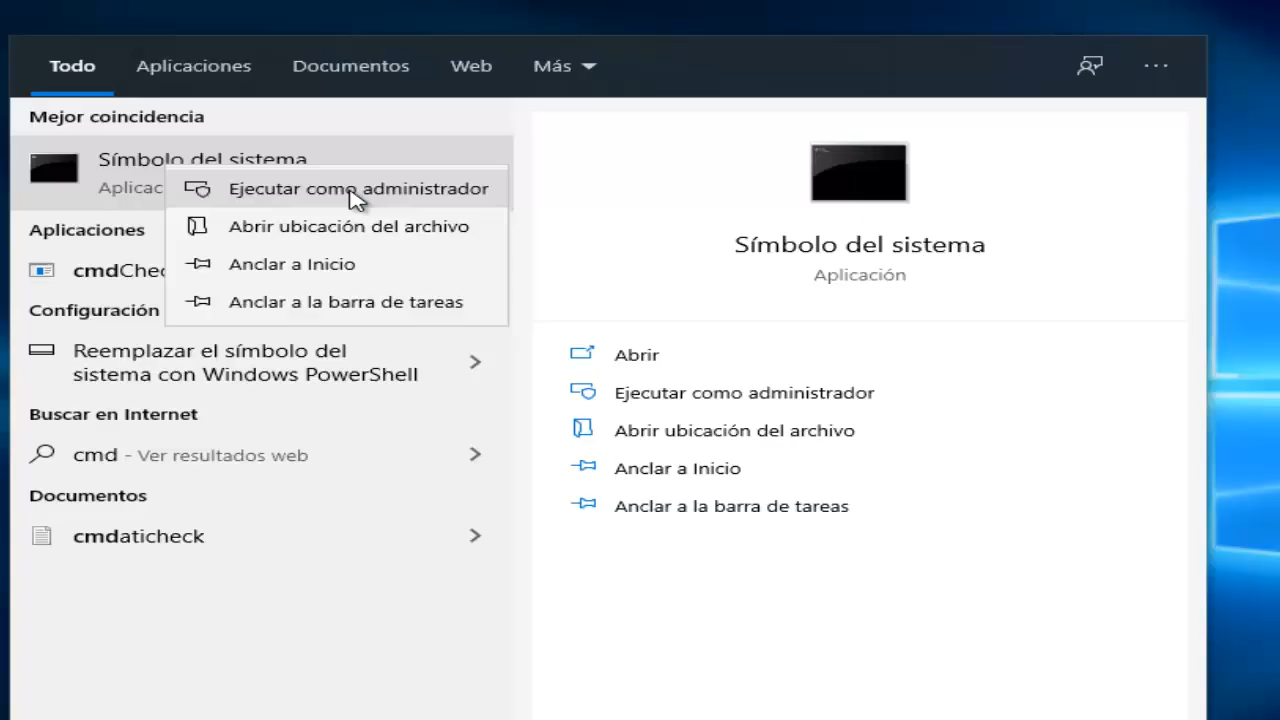 Todo
Aplicaciones
Documentos
Web
Más
Mejor coincidencia
Símbolo del sistema
Aplicac
Ejecutar como administrador
Abrir ubicación del archivo
Anclar a Inicio
Anclar a la barra de tareas
Aplicaciones
cmdChec
Configuración
Reemplazar el símbolo del
sistema con Windows PowerShell
Buscar en Internet
cmd - Ver resultados web
Documentos
cmdaticheck
Símbolo del sistema
Aplicación
Abrir
Ejecutar como administrador
Abrir ubicación del archivo
Anclar a Inicio
Anclar a la barra de tareas